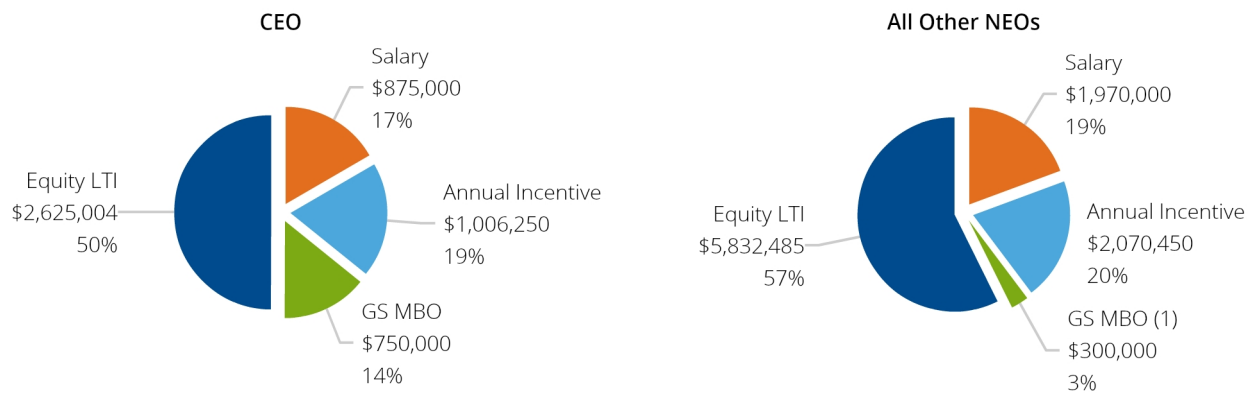 CEO
Salary
$875,000
17%
Equity LTI
$2,625,004
50%
Annual Incentive
$1,006,250
19%
GS MBO
$750,000
14%
All Other NEOs
Salary
$1,970,000
19%
Equity LTI
$5,832,485
57%
Annual Incentive
$2,070,450
20%
GS MBO (1)
$300,000
3%